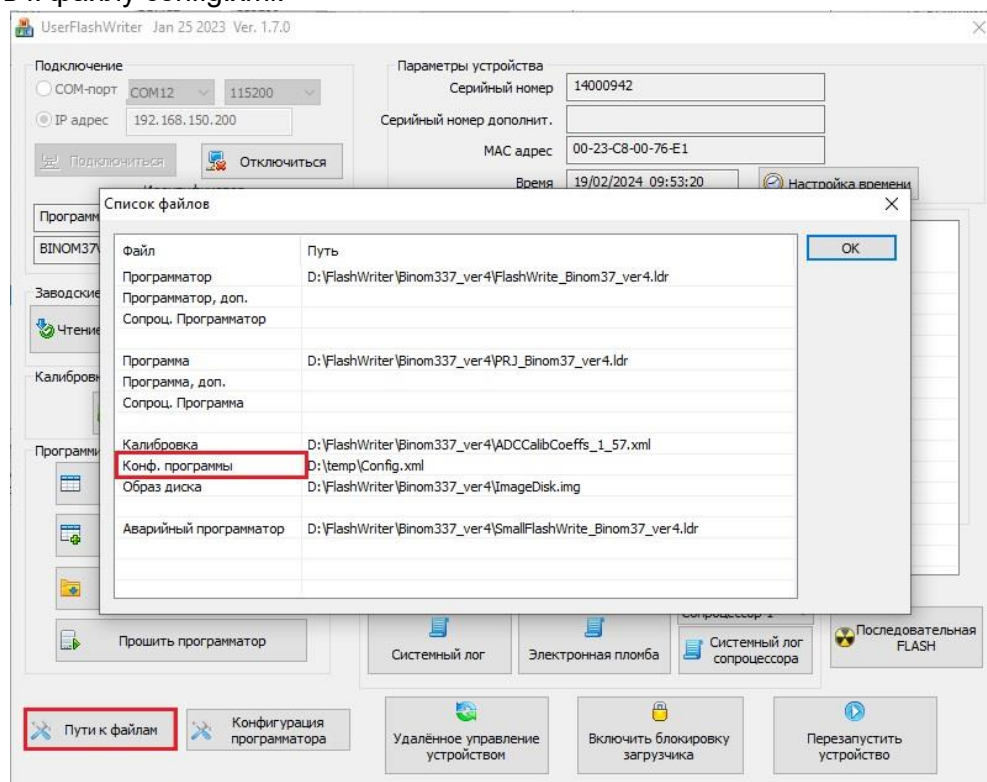 UserFlashWriter Jan 25 2023 Ver. 1.7.0
Подключение
COM-порт COM12 115200
IP адрес 192.168.150.200
Подключиться Отключиться
Параметры устройства
Серийный номер 14000942
Серийный номер дополнит.
MAC адрес 00-23-C8-00-76-E1
Время 19/02/2024 09:53:20 Настройка времени
Програм
BINOM37
Заводские
Чтение
Калибровк
Программи
Список файлов
Файл Путь
OK
Программатор D:\FlashWriter\Binom337_ver4\FlashWrite_Binom37_ver4.ldr
Программатор, доп.
Сопроц. Программатор
Программа D:\FlashWriter\Binom337_ver4\PRJ_Binom37_ver4.ldr
Программа, доп.
Сопроц. Программа
Калибровка D:\FlashWriter\Binom337_ver4\ADCCalibCoeffs_1_57.xml
Конф. программы D:\temp\Config.xml
Образ диска D:\FlashWriter\Binom337_ver4\ImageDisk.img
Аварийный программатор D:\FlashWriter\Binom337_ver4\SmallFlashWrite_Binom37_ver4.ldr
Прошить программатор
Системный лог
Электронная пломба
Системный лог
сопроцессора
Последовательная
FLASH
Пути к файлам
Конфигурация
программатора
Удалённое управление
устройством
Включить блокировку
загрузчика
Перезапустить
устройство